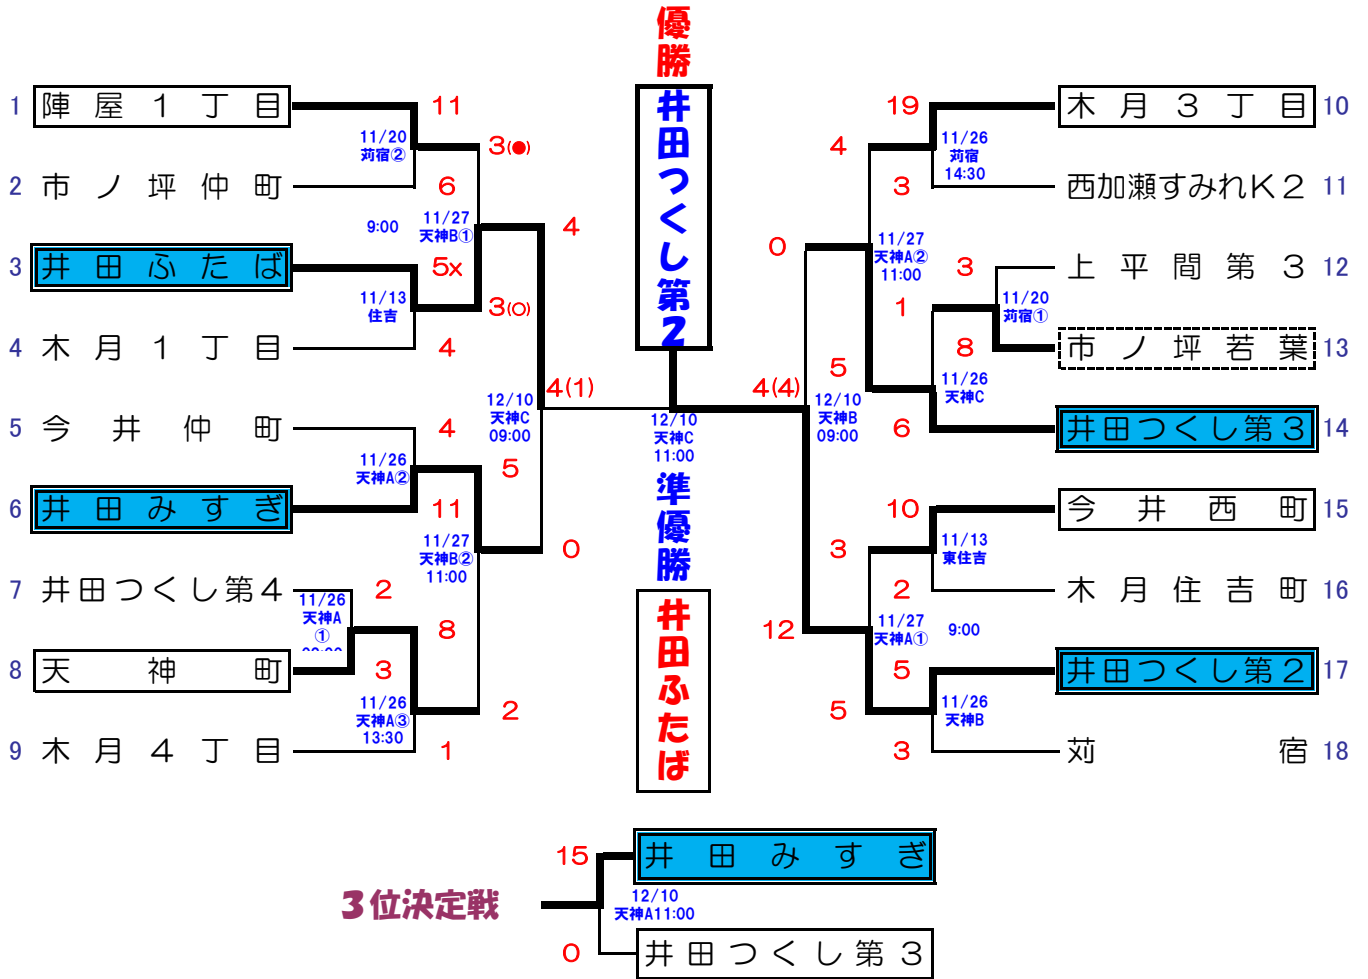 優勝
井田つくし第2
1 陣屋1丁目 11
11/20
苅宿②
3(●)
2 市ノ坪仲町 6
9:00
11/27
天神B①
4
3 井田ふたば 5x
11/13
住吉
3(○)
4 木月1丁目 4
4(1)
12/10
天神C
09:00
5 今井仲町 4
11/26
天神A②
5
6 井田みすぎ 11
11/27
天神B②
11:00
0
7 井田つくし第4 2
11/26
天神A
①
8
8 天神町 3
11/26
天神A③
13:30
2
9 木月4丁目 1
12/10
天神C
11:00
準優勝
井田ふたば
19 木月3丁目 10
4
11/26
苅宿
14:30
3 西加瀬すみれK2 11
0
11/27
天神A②
11:00
3 上平間第3 12
11/20
苅宿①
1
8 市ノ坪若葉 13
5
11/26
天神C
4(4)
12/10
天神B
09:00
6 井田つくし第3 14
10 今井西町 15
3
11/13
東住吉
2 木月住吉町 16
12
11/27
天神A①
9:00
5 井田つくし第2 17
5
11/26
天神B
3 苅宿 18
3位決定戦
15 井田みすぎ
12/10
天神A11:00
0 井田つくし第3